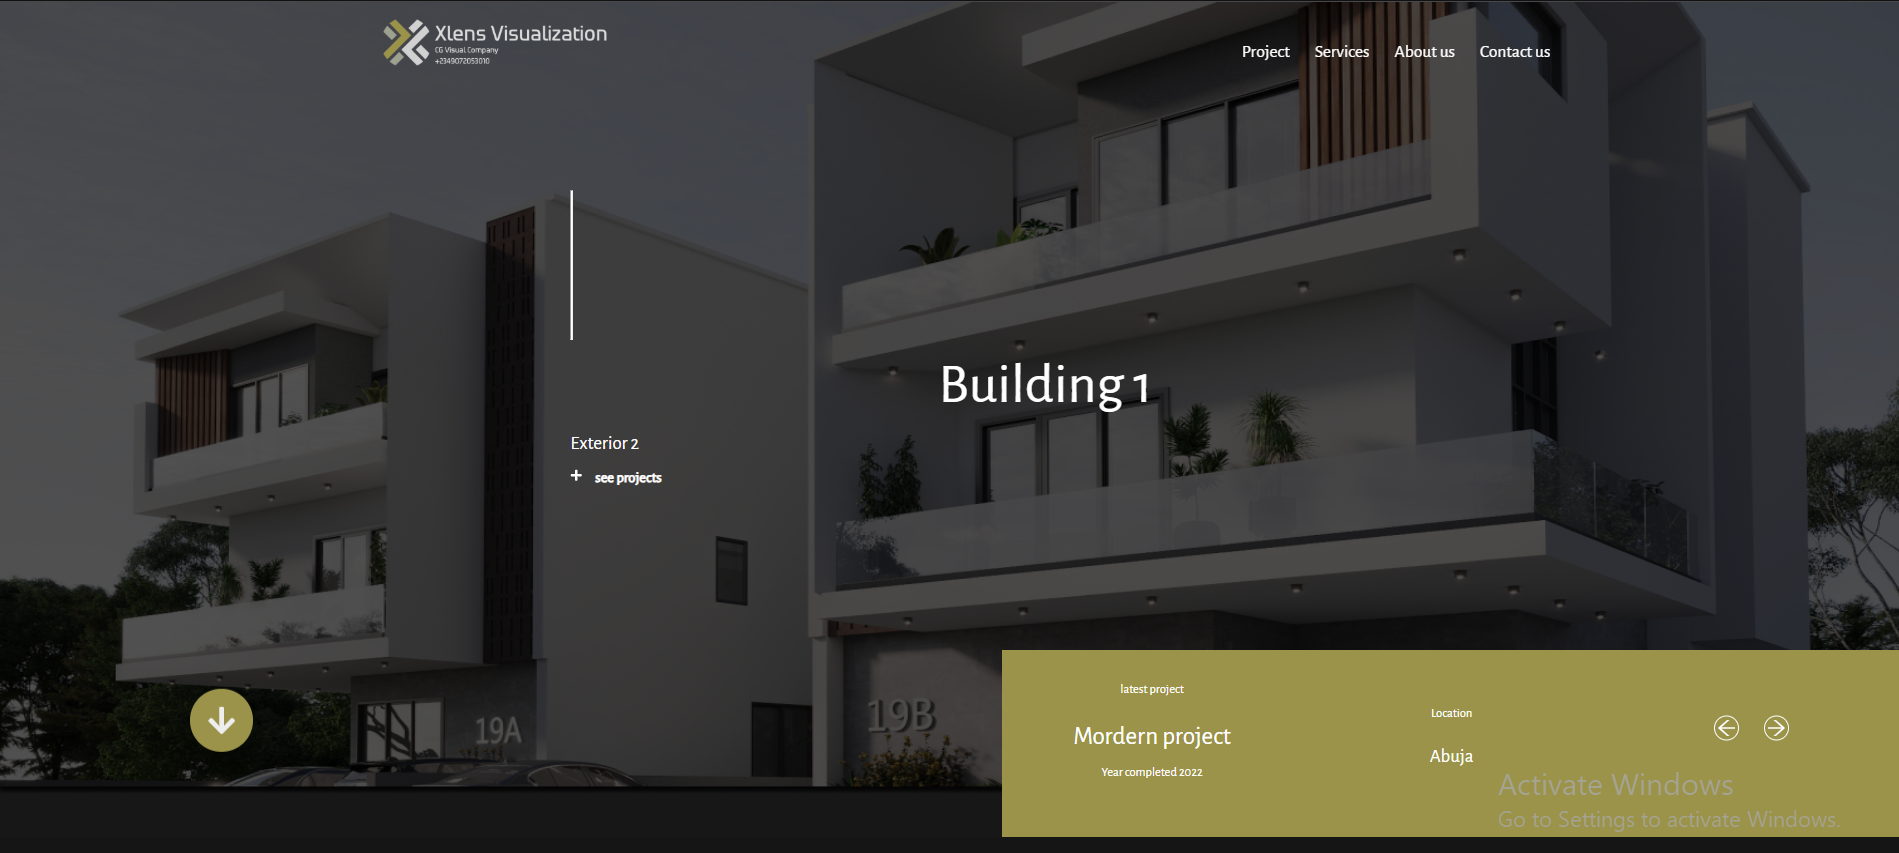 Xlens Visualization
CG Visual Company
+2349072053010
Project Services About us Contact us
Building 1
Exterior 2
+ see projects
19A
19B
latest project
Mordern project
Year completed 2022
Location
Abuja
Activate Windows
Go to Settings to activate Windows.